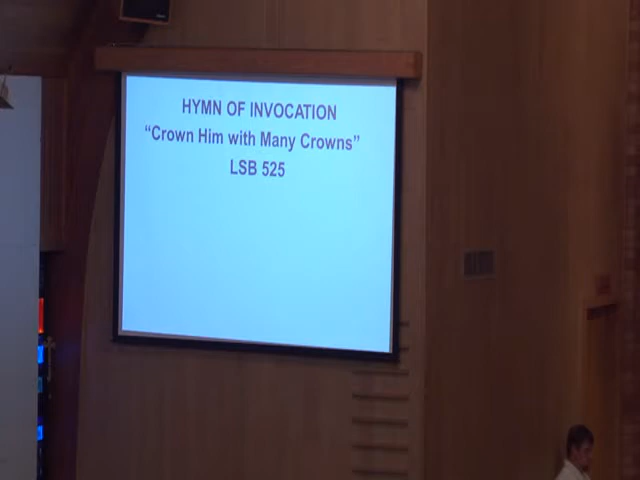 HYMN OF INVOCATION
“Crown Him with Many Crowns”
LSB 525